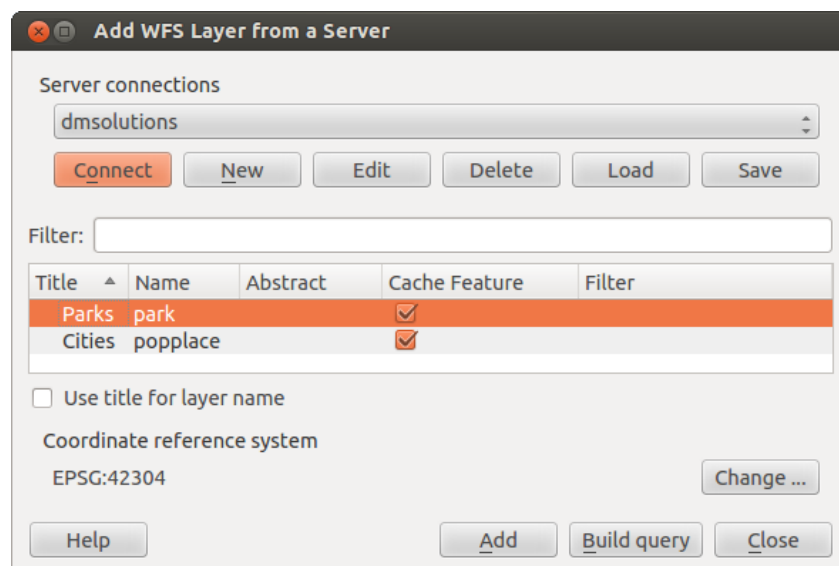 Add WFS Layer from a Server
Server connections
dmsolutions
Connect New Edit Delete Load Save
Filter:
Title Name Abstract Cache Feature Filter
Parks park
Cities popplace
Use title for layer name
Coordinate reference system
EPSG:42304 Change ...
Help Add Build query Close